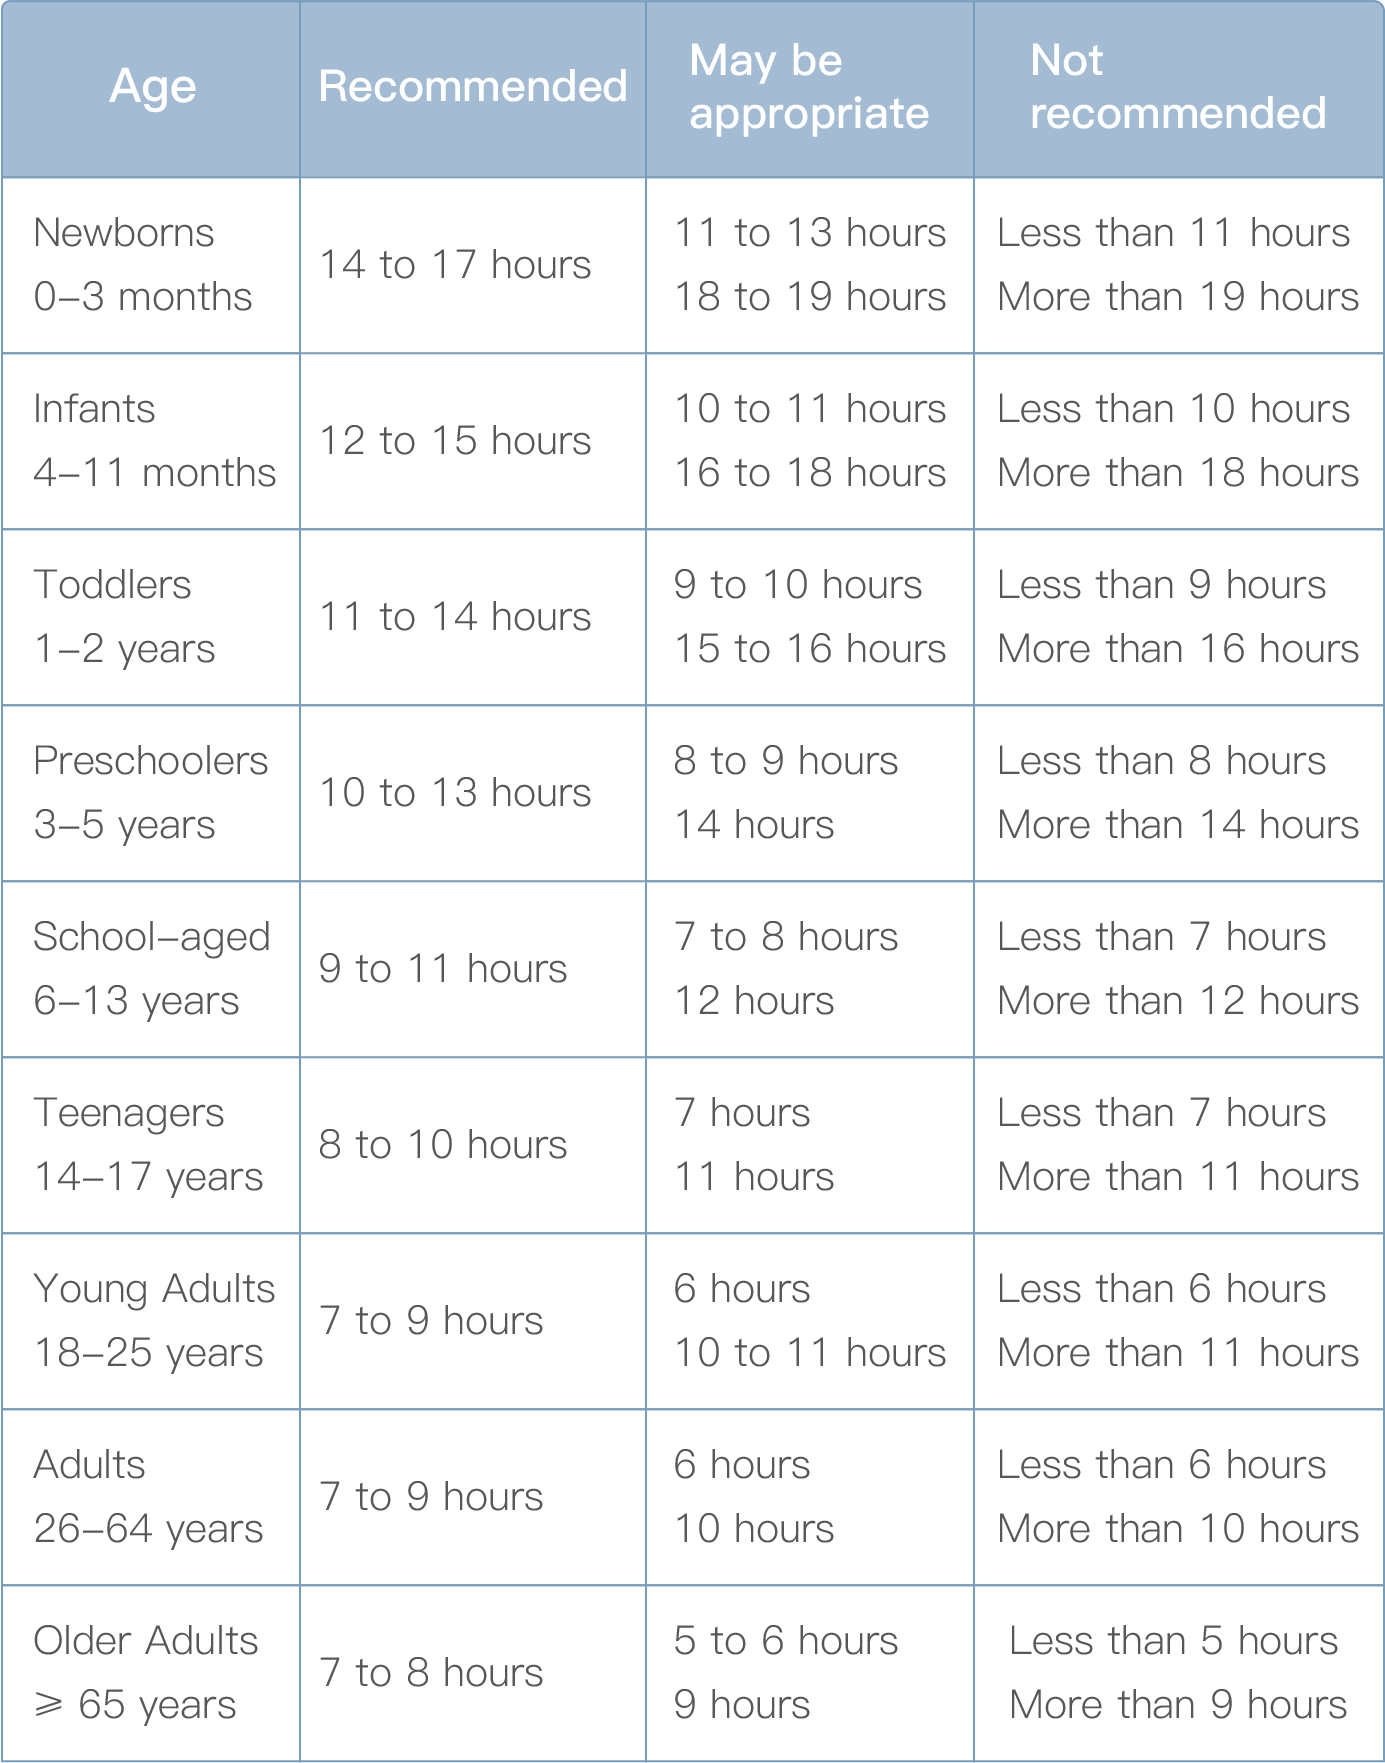 Age
Recommended
May be
appropriate
Not
recommended
Newborns
0–3 months
14 to 17 hours
11 to 13 hours
18 to 19 hours
Less than 11 hours
More than 19 hours
Infants
4–11 months
12 to 15 hours
10 to 11 hours
16 to 18 hours
Less than 10 hours
More than 18 hours
Toddlers
1–2 years
11 to 14 hours
9 to 10 hours
15 to 16 hours
Less than 9 hours
More than 16 hours
Preschoolers
3–5 years
10 to 13 hours
8 to 9 hours
14 hours
Less than 8 hours
More than 14 hours
School–aged
6–13 years
9 to 11 hours
7 to 8 hours
12 hours
Less than 7 hours
More than 12 hours
Teenagers
14–17 years
8 to 10 hours
7 hours
11 hours
Less than 7 hours
More than 11 hours
Young Adults
18–25 years
7 to 9 hours
6 hours
10 to 11 hours
Less than 6 hours
More than 11 hours
Adults
26–64 years
7 to 9 hours
6 hours
10 hours
Less than 6 hours
More than 10 hours
Older Adults
⩾ 65 years
7 to 8 hours
5 to 6 hours
9 hours
Less than 5 hours
More than 9 hours